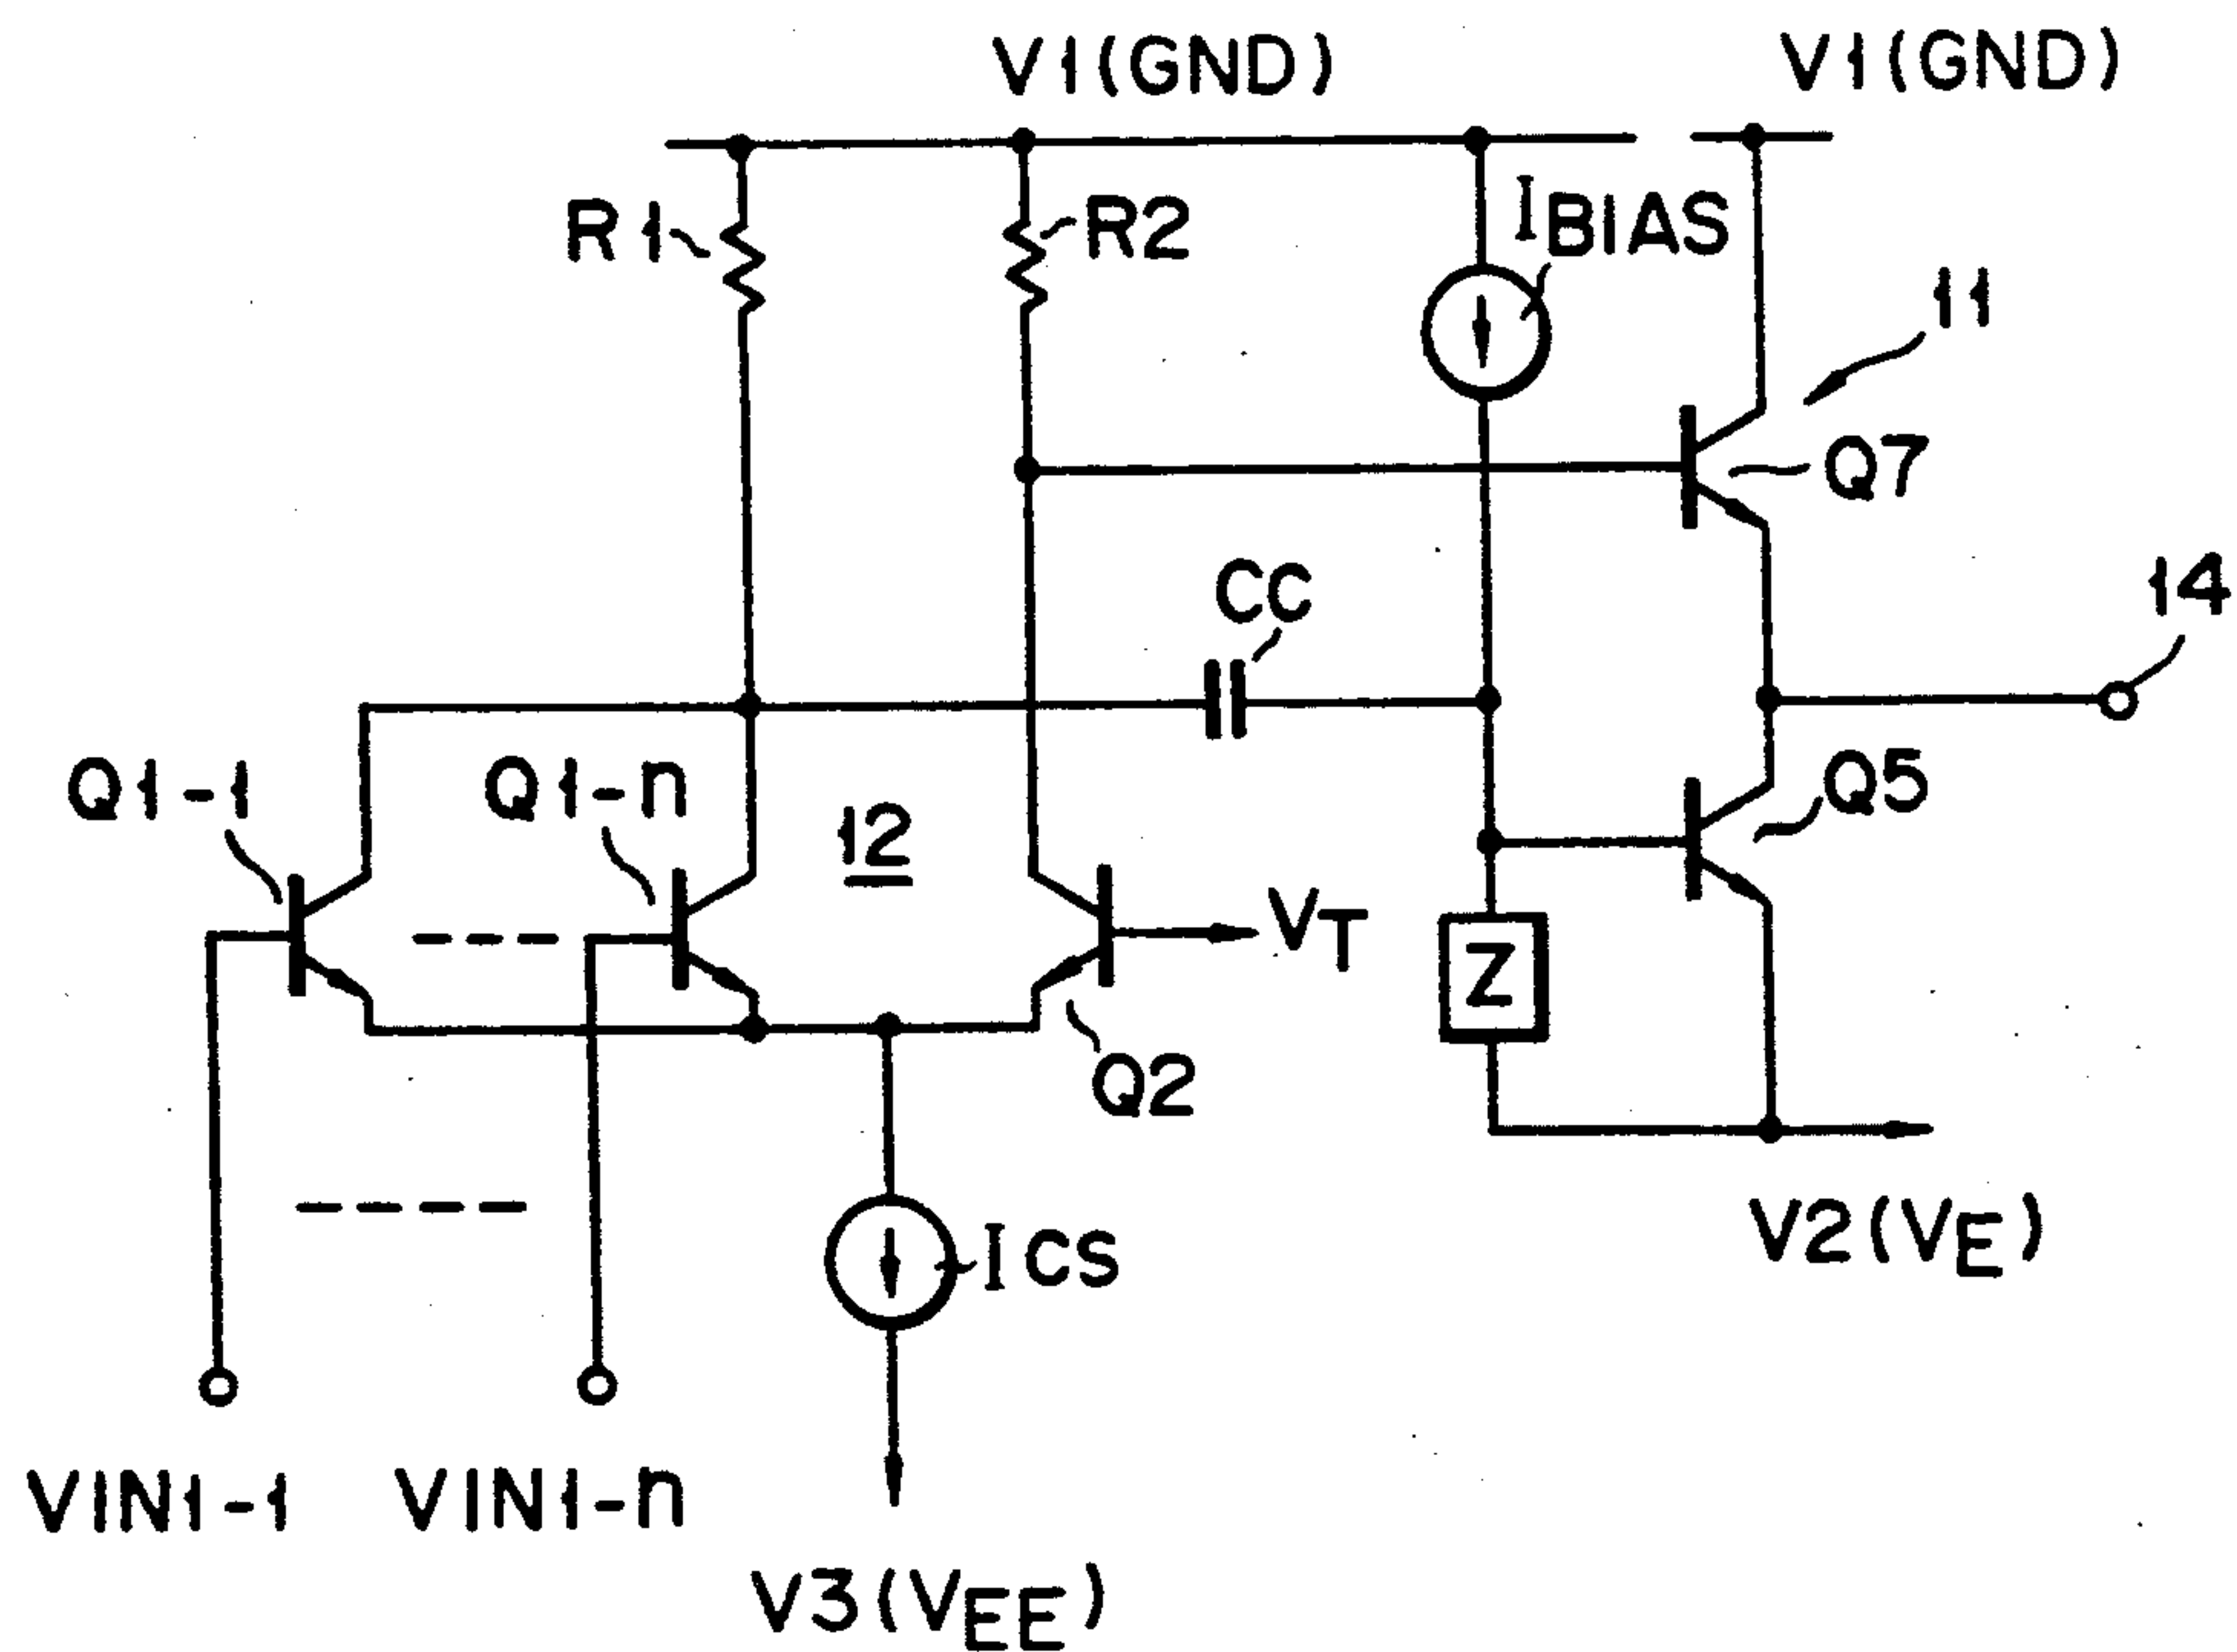 V1(GND)
V1(GND)
R1
R2
IBIAS
11
Q7
CC
14
Q1-1
Q1-n
12
Q5
VT
Z
Q2
ICS
V2(VE)
VIN1-1
VIN1-n
V3(VEE)